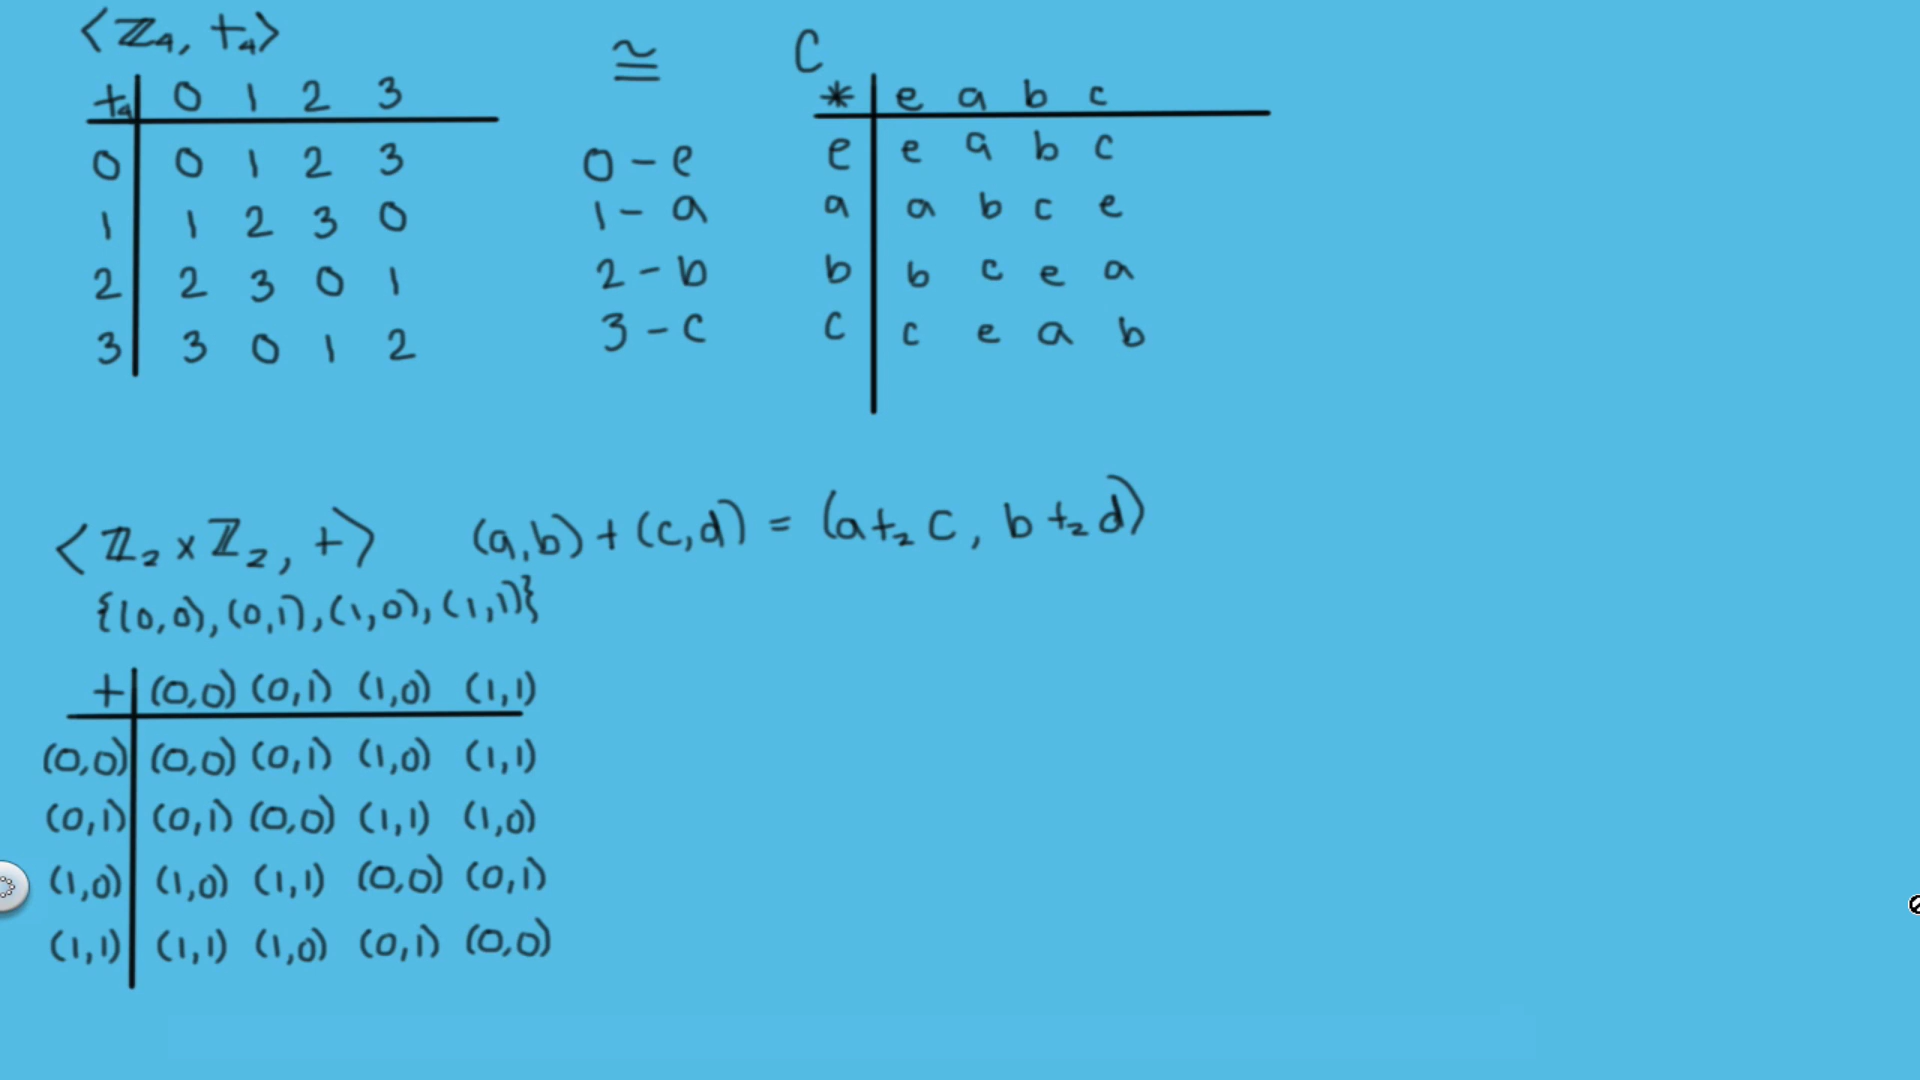 ⟨ℤ₄, +₄⟩ ≅ C
+₄ 0 1 2 3
0 0 1 2 3
1 1 2 3 0
2 2 3 0 1
3 3 0 1 2
0 - e
1 - a
2 - b
3 - c
* e a b c
e e a b c
a a b c e
b b c e a
c c e a b
⟨ℤ₂ × ℤ₂, +⟩ (a,b) + (c,d) = (a +₂ c, b +₂ d)
{(0,0), (0,1), (1,0), (1,1)}
+ (0,0) (0,1) (1,0) (1,1)
(0,0) (0,0) (0,1) (1,0) (1,1)
(0,1) (0,1) (0,0) (1,1) (1,0)
(1,0) (1,0) (1,1) (0,0) (0,1)
(1,1) (1,1) (1,0) (0,1) (0,0)